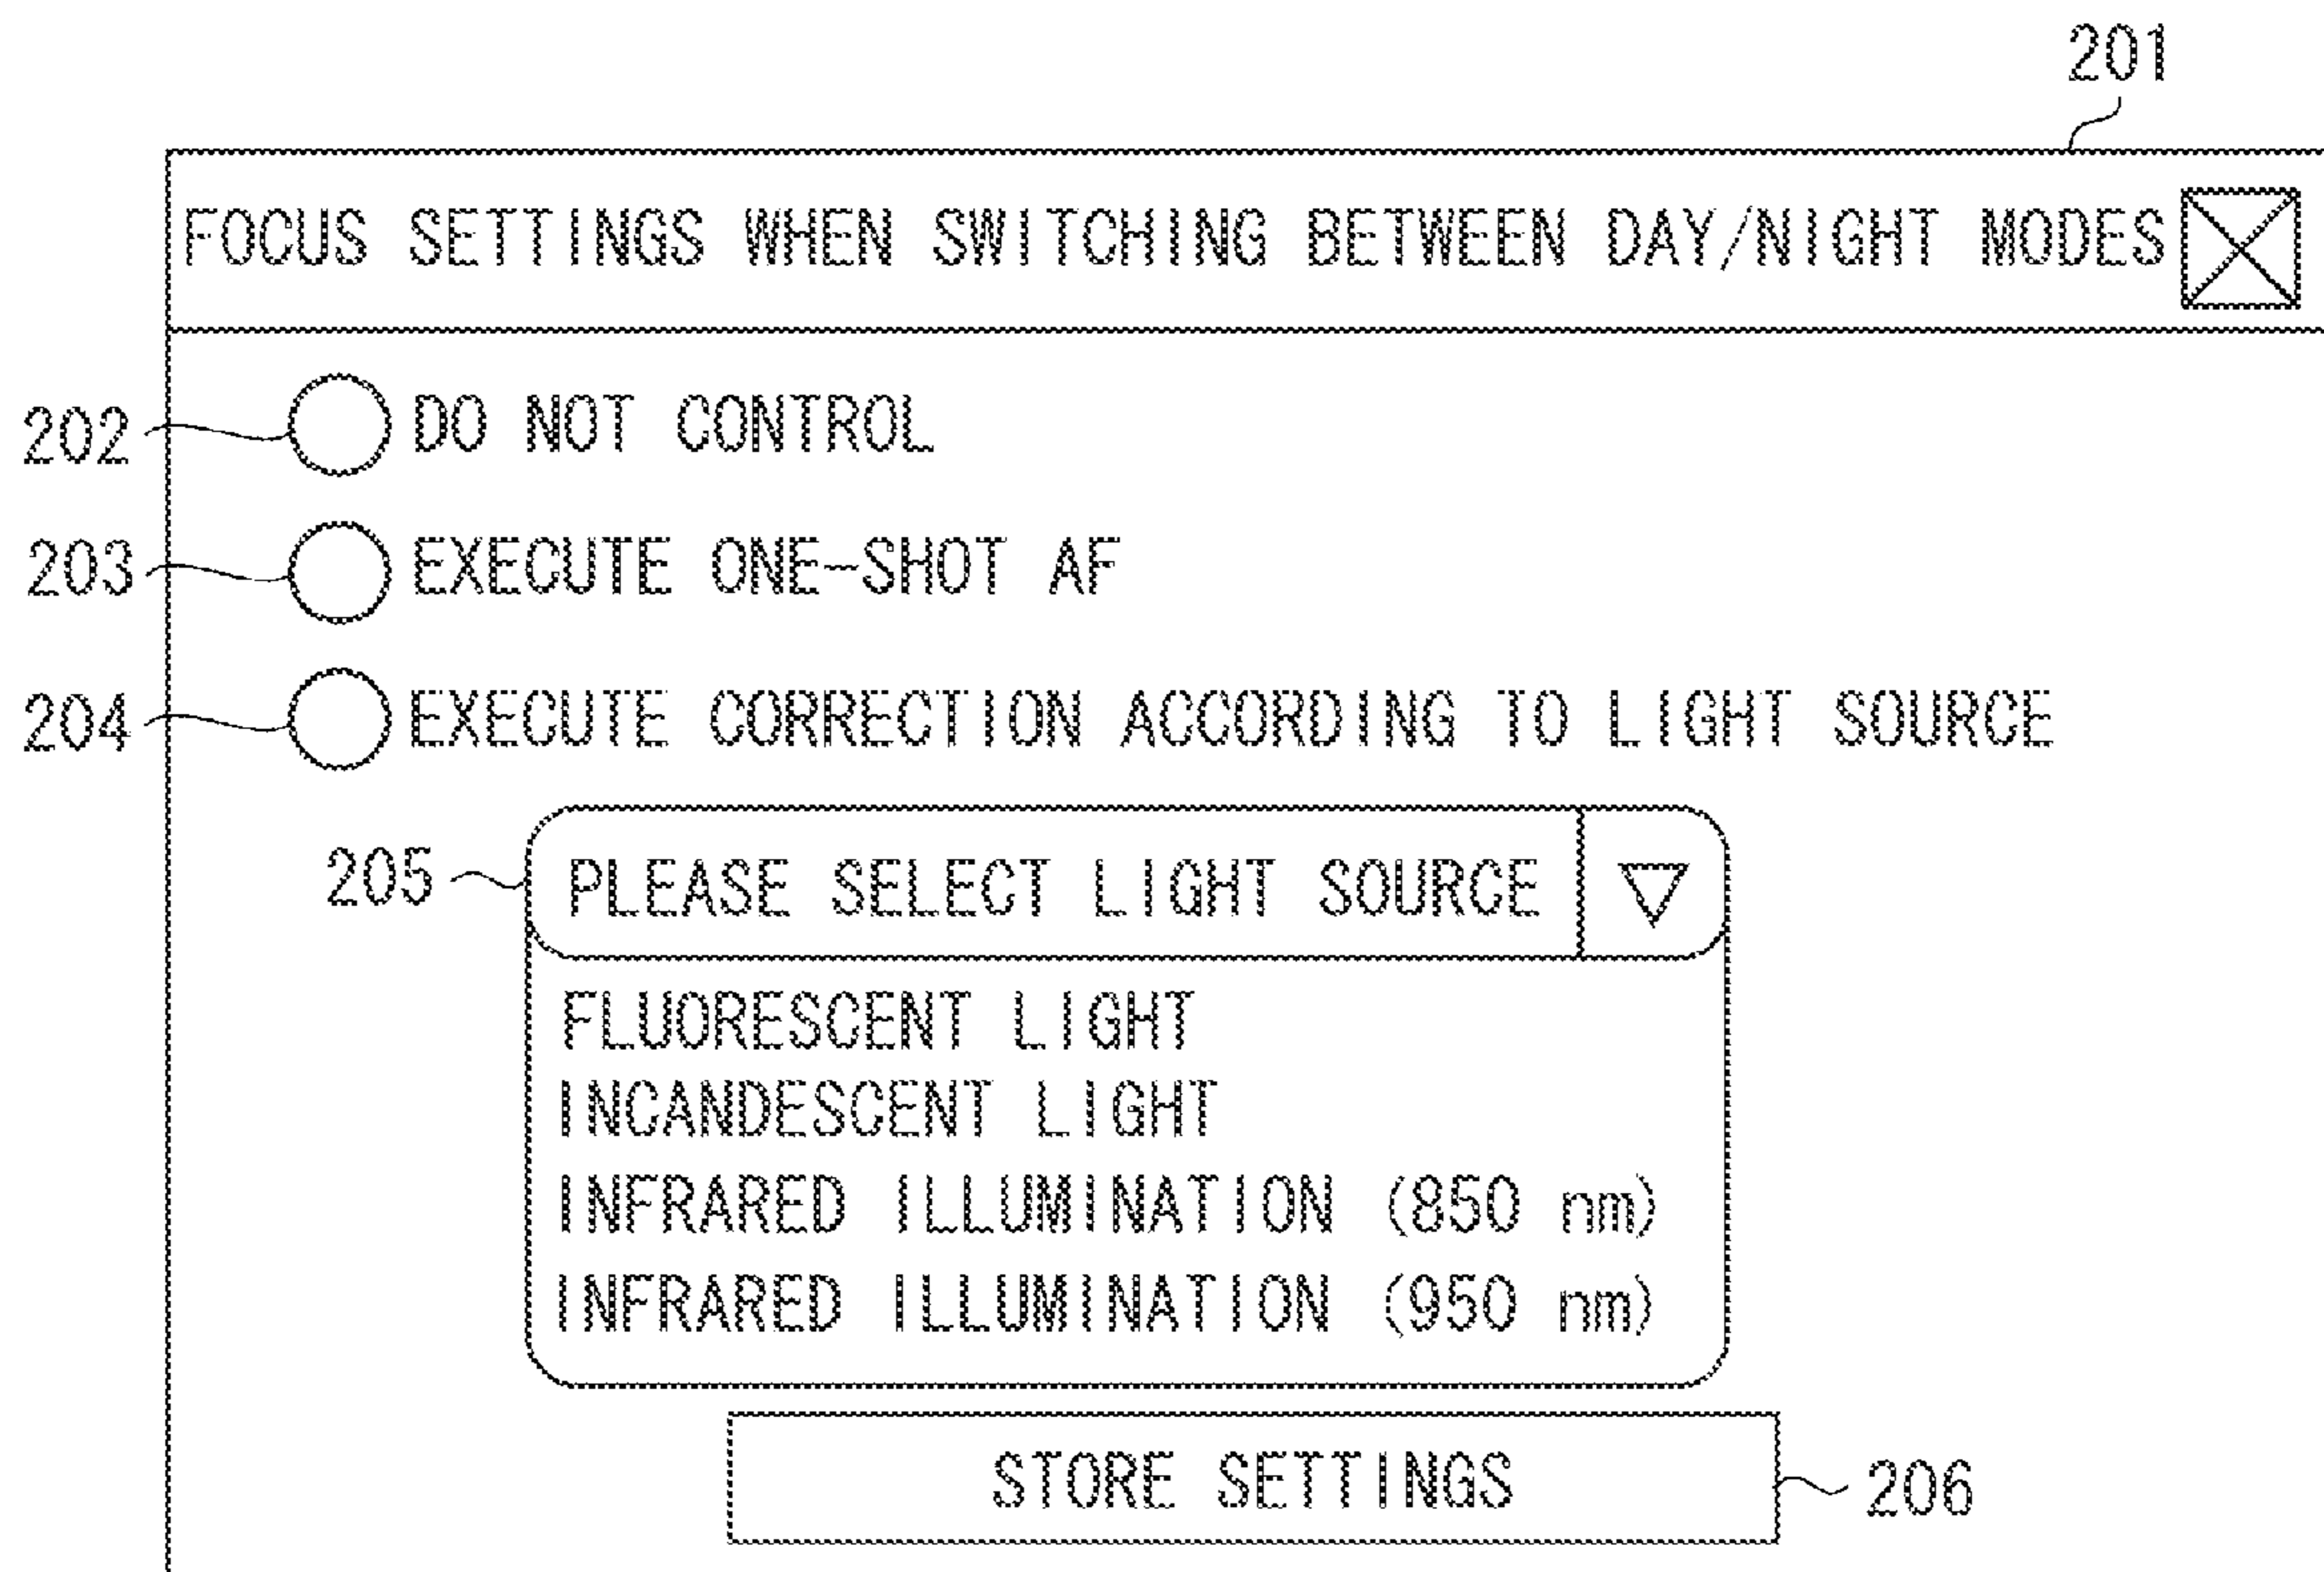 201
FOCUS SETTINGS WHEN SWITCHING BETWEEN DAY/NIGHT MODES
202 DO NOT CONTROL
203 EXECUTE ONE-SHOT AF
204 EXECUTE CORRECTION ACCORDING TO LIGHT SOURCE
205 PLEASE SELECT LIGHT SOURCE
FLUORESCENT LIGHT
INCANDESCENT LIGHT
INFRARED ILLUMINATION (850 nm)
INFRARED ILLUMINATION (950 nm)
STORE SETTINGS 206